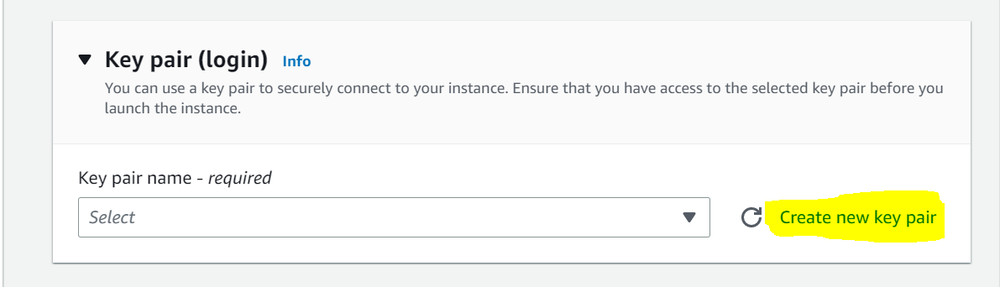 Key pair (login) Info
You can use a key pair to securely connect to your instance. Ensure that you have access to the selected key pair before you
launch the instance.
Key pair name - required
Select
Create new key pair